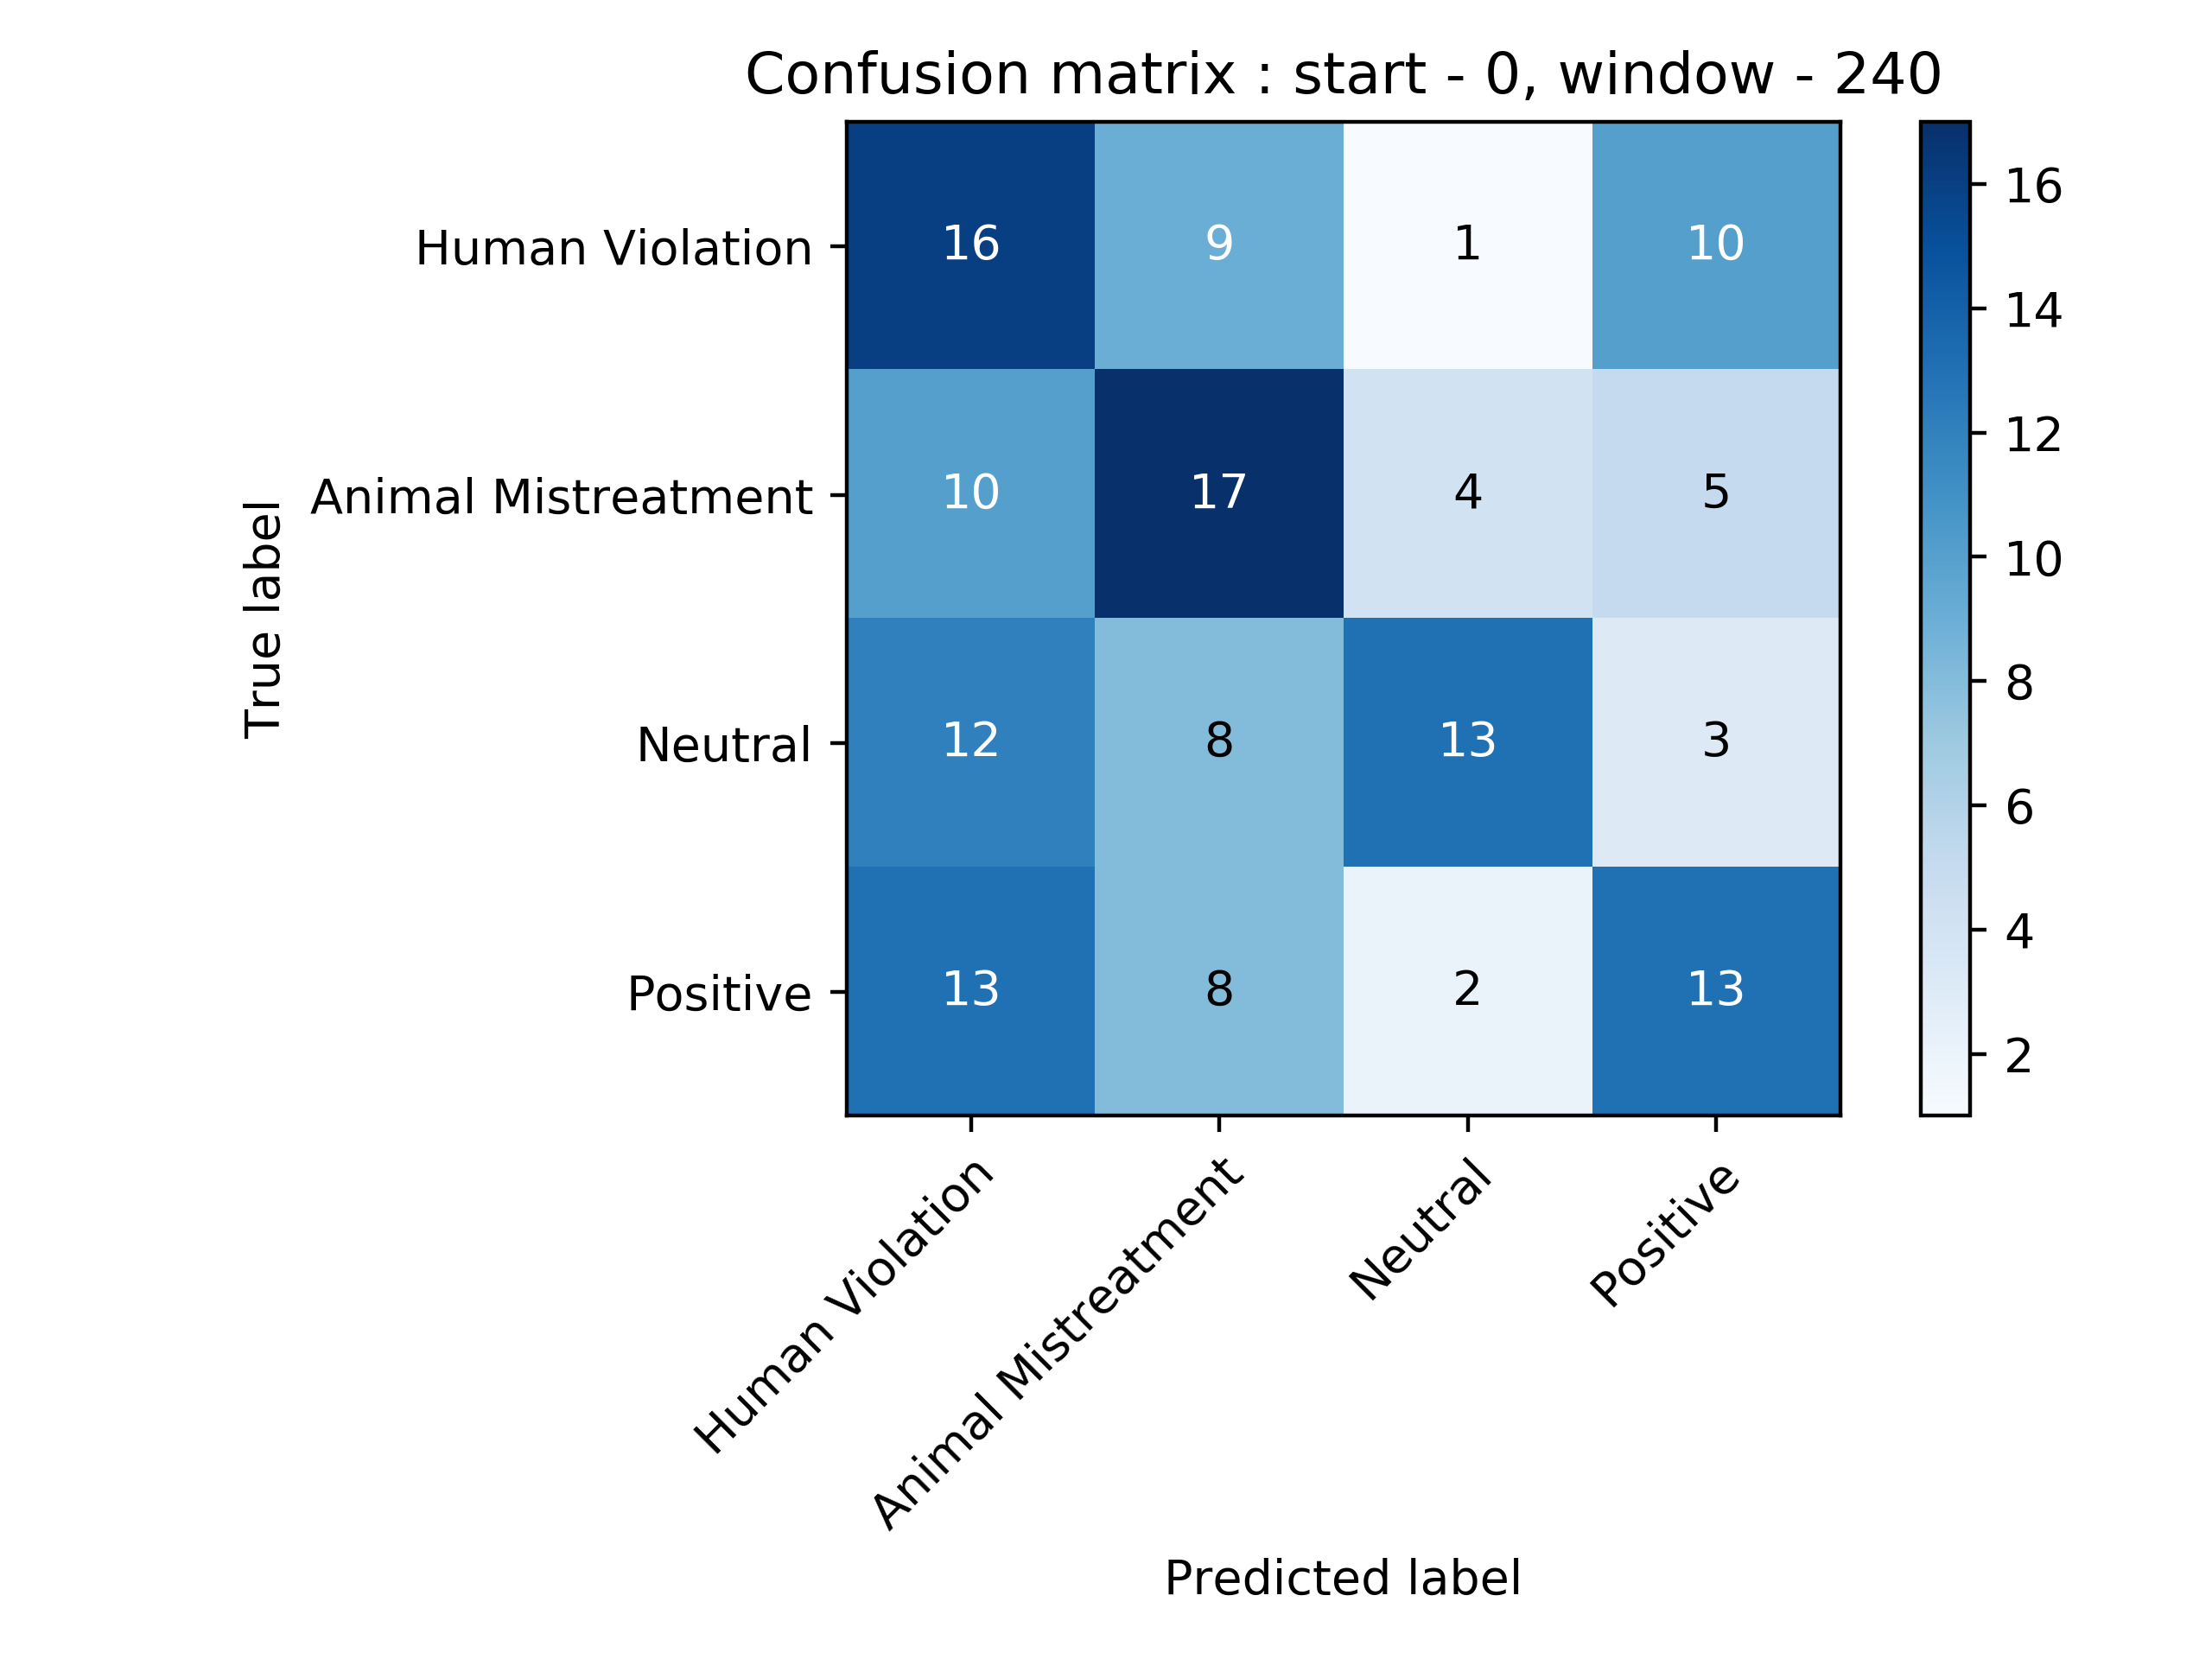 Confusion matrix : start - 0, window - 240
True label
Human Violation
Animal Mistreatment
Neutral
Positive
16 9 1 10
10 17 4 5
12 8 13 3
13 8 2 13
Human Violation
Animal Mistreatment
Neutral
Positive
Predicted label
16
14
12
10
8
6
4
2